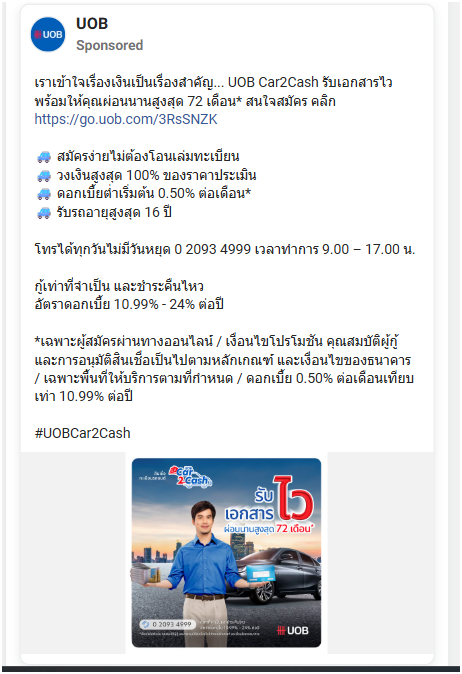 UOB
UOB
Sponsored
เราเข้าใจเรื่องเงินเป็นเรื่องสำคัญ... UOB Car2Cash รับเอกสารไว
พร้อมให้คุณผ่อนนานสูงสุด 72 เดือน* สนใจสมัคร คลิก
https://go.uob.com/3RsSNZK
สมัครง่ายไม่ต้องโอนเล่มทะเบียน
วงเงินสูงสุด 100% ของราคาประเมิน
ดอกเบี้ยต่ำเริ่มต้น 0.50% ต่อเดือน*
รับรถอายุสูงสุด 16 ปี
โทรได้ทุกวันไม่มีวันหยุด 0 2093 4999 เวลาทำการ 9.00 – 17.00 น.
กู้เท่าที่จำเป็น และชำระคืนไหว
อัตราดอกเบี้ย 10.99% - 24% ต่อปี
*เฉพาะผู้สมัครผ่านทางออนไลน์ / เงื่อนไขโปรโมชัน คุณสมบัติผู้กู้
และการอนุมัติสินเชื่อเป็นไปตามหลักเกณฑ์ และเงื่อนไขของธนาคาร
/ เฉพาะพื้นที่ให้บริการตามที่กำหนด / ดอกเบี้ย 0.50% ต่อเดือนเทียบ
เท่า 10.99% ต่อปี
#UOBCar2Cash
สินเชื่อ
ทะเบียนรถยนต์
Car
2Cash
รับ
เอกสาร
ไว
ผ่อนนานสูงสุด 72 เดือน*
0 2093 4999
UOB